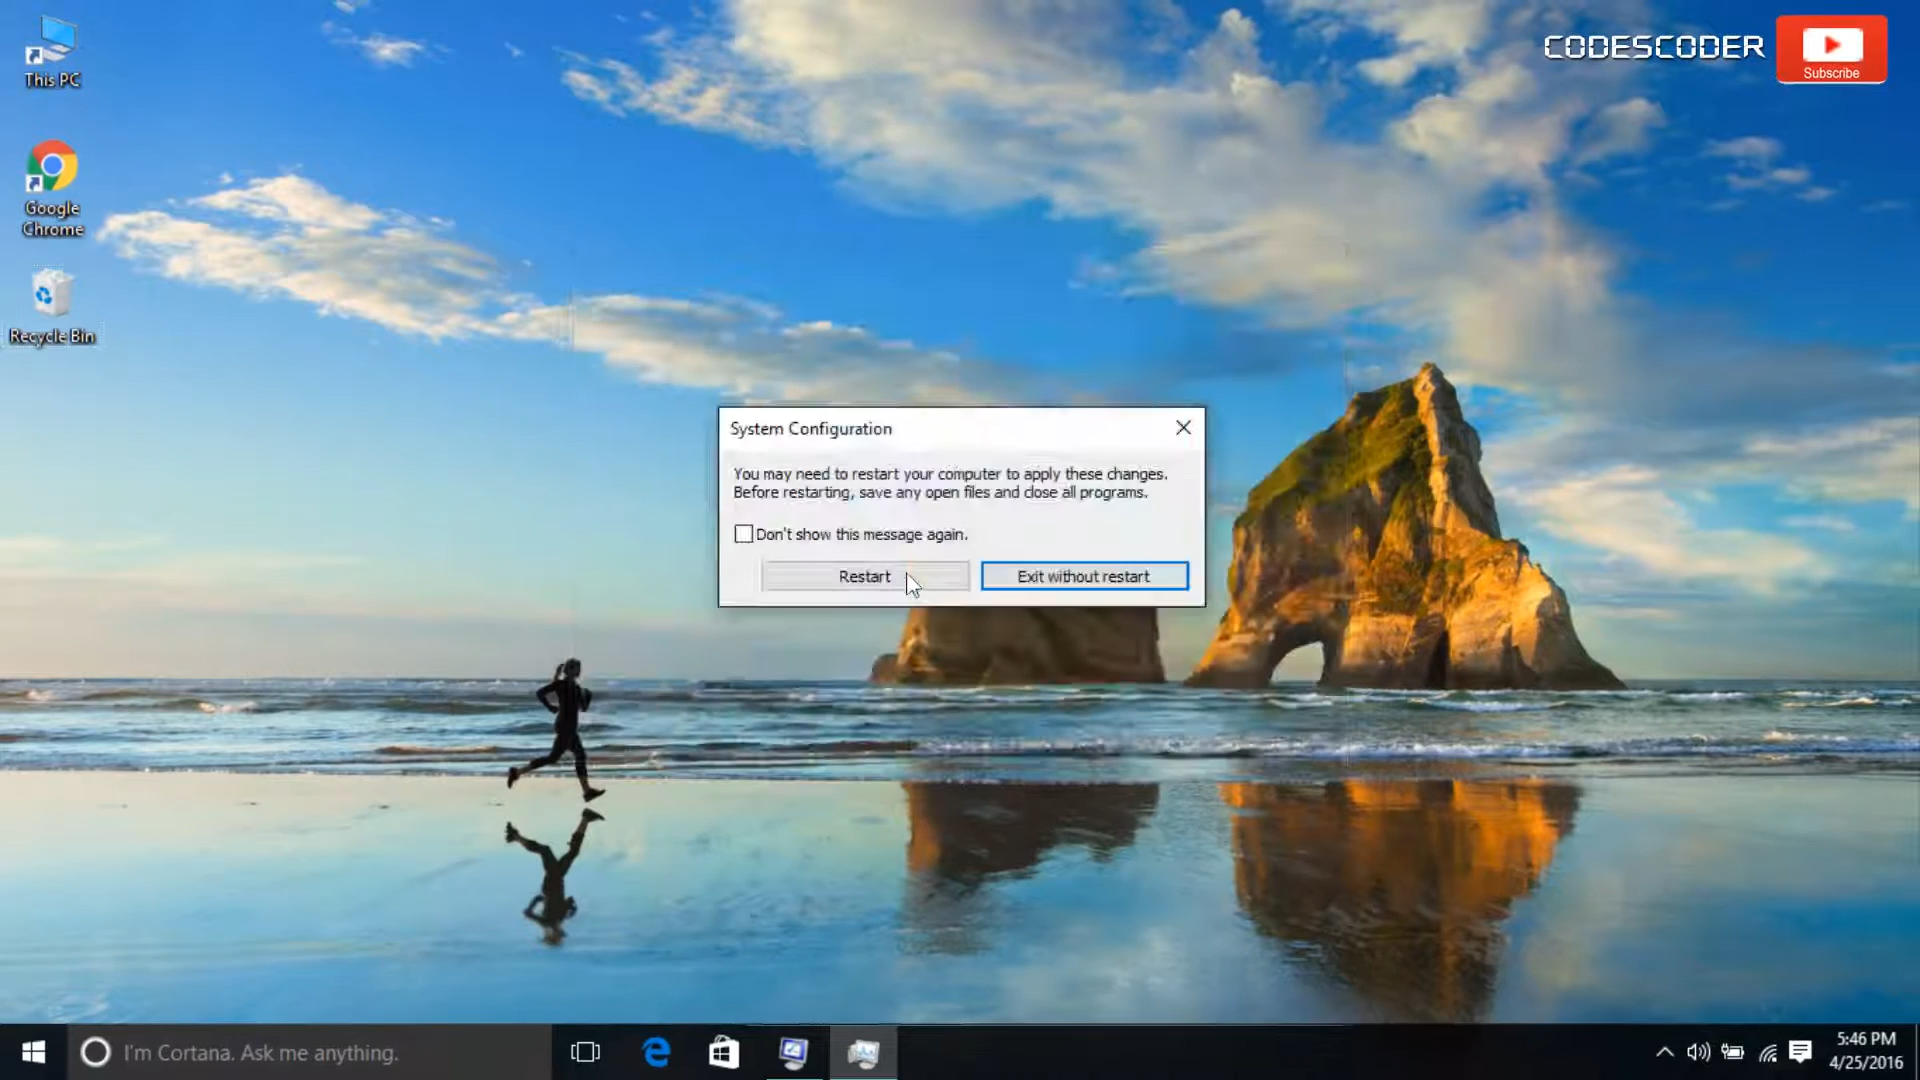 This PC
Google
Chrome
Recycle Bin
CODESCODER
Subscribe
System Configuration
You may need to restart your computer to apply these changes.
Before restarting, save any open files and close all programs.
Don't show this message again.
Restart
Exit without restart
I'm Cortana. Ask me anything.
5:46 PM
4/25/2016